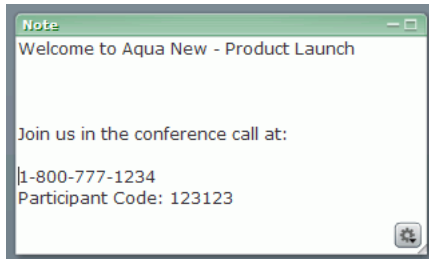 Note
Welcome to Aqua New - Product Launch
Join us in the conference call at:
1-800-777-1234
Participant Code: 123123